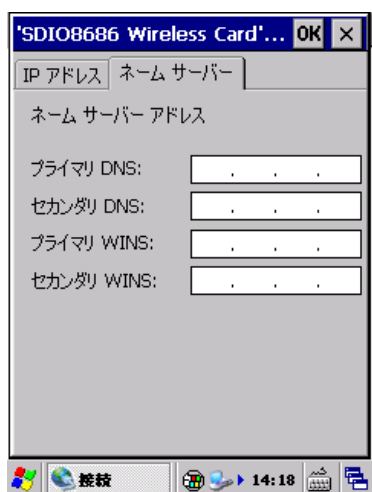 'SDIO8686 Wireless Card'... OK ×
IP アドレス ネーム サーバー
ネーム サーバー アドレス
プライマリ DNS: . . .
セカンダリ DNS: . . .
プライマリ WINS: . . .
セカンダリ WINS: . . .
接続 14:18